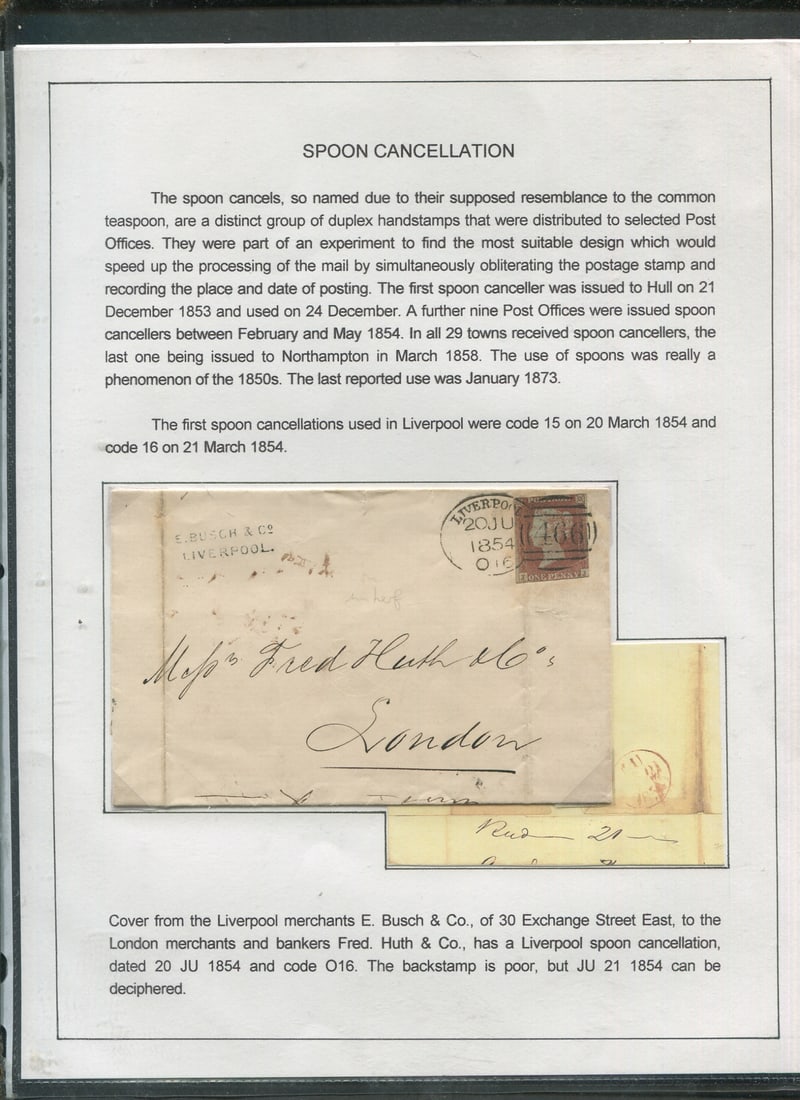 SPOON CANCELLATION
The spoon cancels, so named due to their supposed resemblance to the common
teaspoon, are a distinct group of duplex handstamps that were distributed to selected Post
Offices. They were part of an experiment to find the most suitable design which would
speed up the processing of the mail by simultaneously obliterating the postage stamp and
recording the place and date of posting. The first spoon canceller was issued to Hull on 21
December 1853 and used on 24 December. A further nine Post Offices were issued spoon
cancellers between February and May 1854. In all 29 towns received spoon cancellers, the
last one being issued to Northampton in March 1858. The use of spoons was really a
phenomenon of the 1850s. The last reported use was January 1873.
The first spoon cancellations used in Liverpool were code 15 on 20 March 1854 and
code 16 on 21 March 1854.
E. BUSCH & Co
LIVERPOOL.
LIVERPOO
20JU
1854
O16
466
ONE PENNY
Messrs Fred Huth & Co's
London
21
Cover from the Liverpool merchants E. Busch & Co., of 30 Exchange Street East, to the
London merchants and bankers Fred. Huth & Co., has a Liverpool spoon cancellation,
dated 20 JU 1854 and code O16. The backstamp is poor, but JU 21 1854 can be
deciphered.